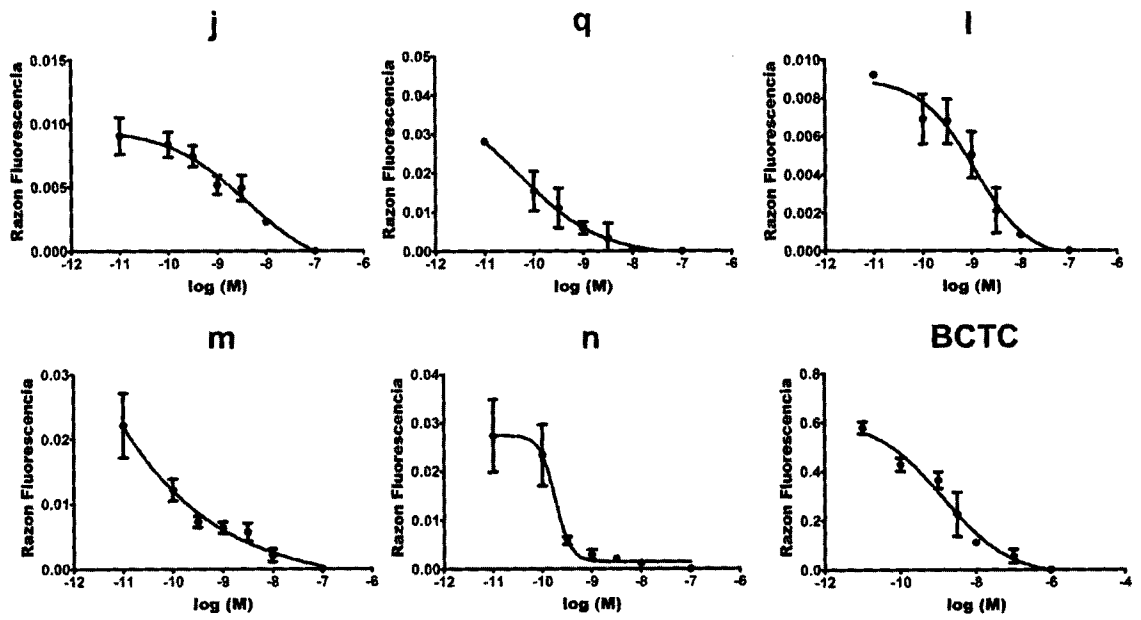 j
Razon Fluorescencia
0.015
0.010
0.005
0.000
-12 -11 -10 -9 -8 -7 -6
log (M)
q
Razon Fluorescencia
0.05
0.04
0.03
0.02
0.01
0.00
-12 -11 -10 -9 -8 -7 -6
log (M)
l
Razon Fluorescencia
0.010
0.008
0.006
0.004
0.002
0.000
-12 -11 -10 -9 -8 -7 -6
log (M)
m
Razon Fluorescencia
0.03
0.02
0.01
0.00
-12 -11 -10 -9 -8 -7 -6
log (M)
n
Razon Fluorescencia
0.04
0.03
0.02
0.01
0.00
-12 -11 -10 -9 -8 -7 -6
log (M)
BCTC
Razon Fluorescencia
0.8
0.6
0.4
0.2
0.0
-12 -10 -8 -6 -4
log (M)